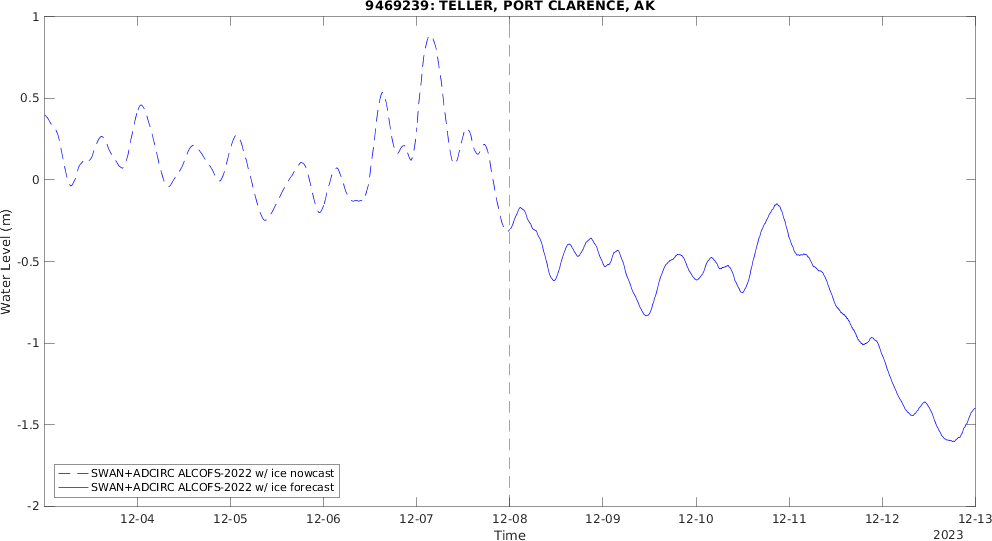 9469239: TELLER, PORT CLARENCE, AK
1
0.5
0
-0.5
-1
-1.5
-2
Water Level (m)
SWAN+ADCIRC ALCOFS-2022 w/ ice nowcast
SWAN+ADCIRC ALCOFS-2022 w/ ice forecast
12-04 12-05 12-06 12-07 12-08 12-09 12-10 12-11 12-12 12-13
Time
2023